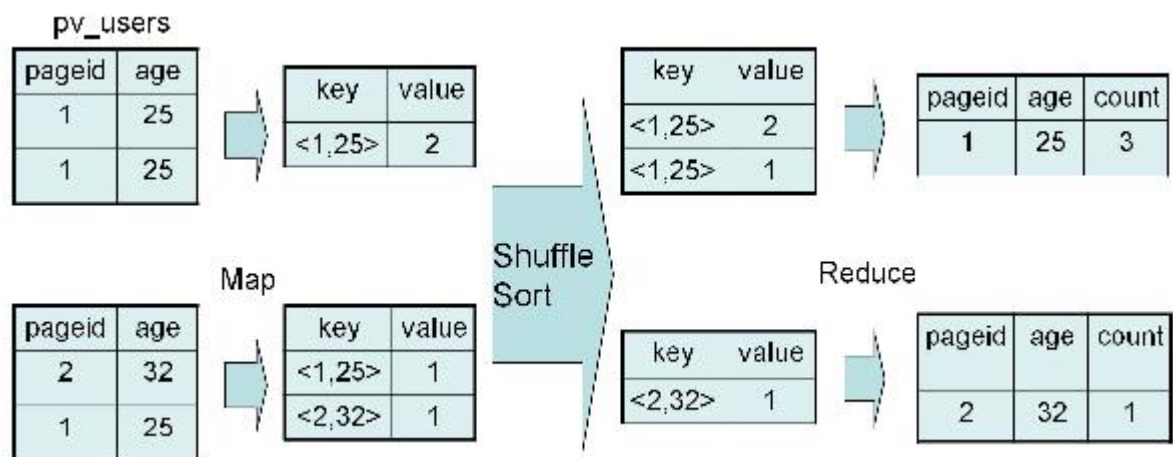 pv_users
pageid age
1 25
1 25
key value
<1,25> 2
key value
<1,25> 2
<1,25> 1
pageid age count
1 25 3
Map
Shuffle
Sort
Reduce
pageid age
2 32
1 25
key value
<1,25> 1
<2,32> 1
key value
<2,32> 1
pageid age count
2 32 1